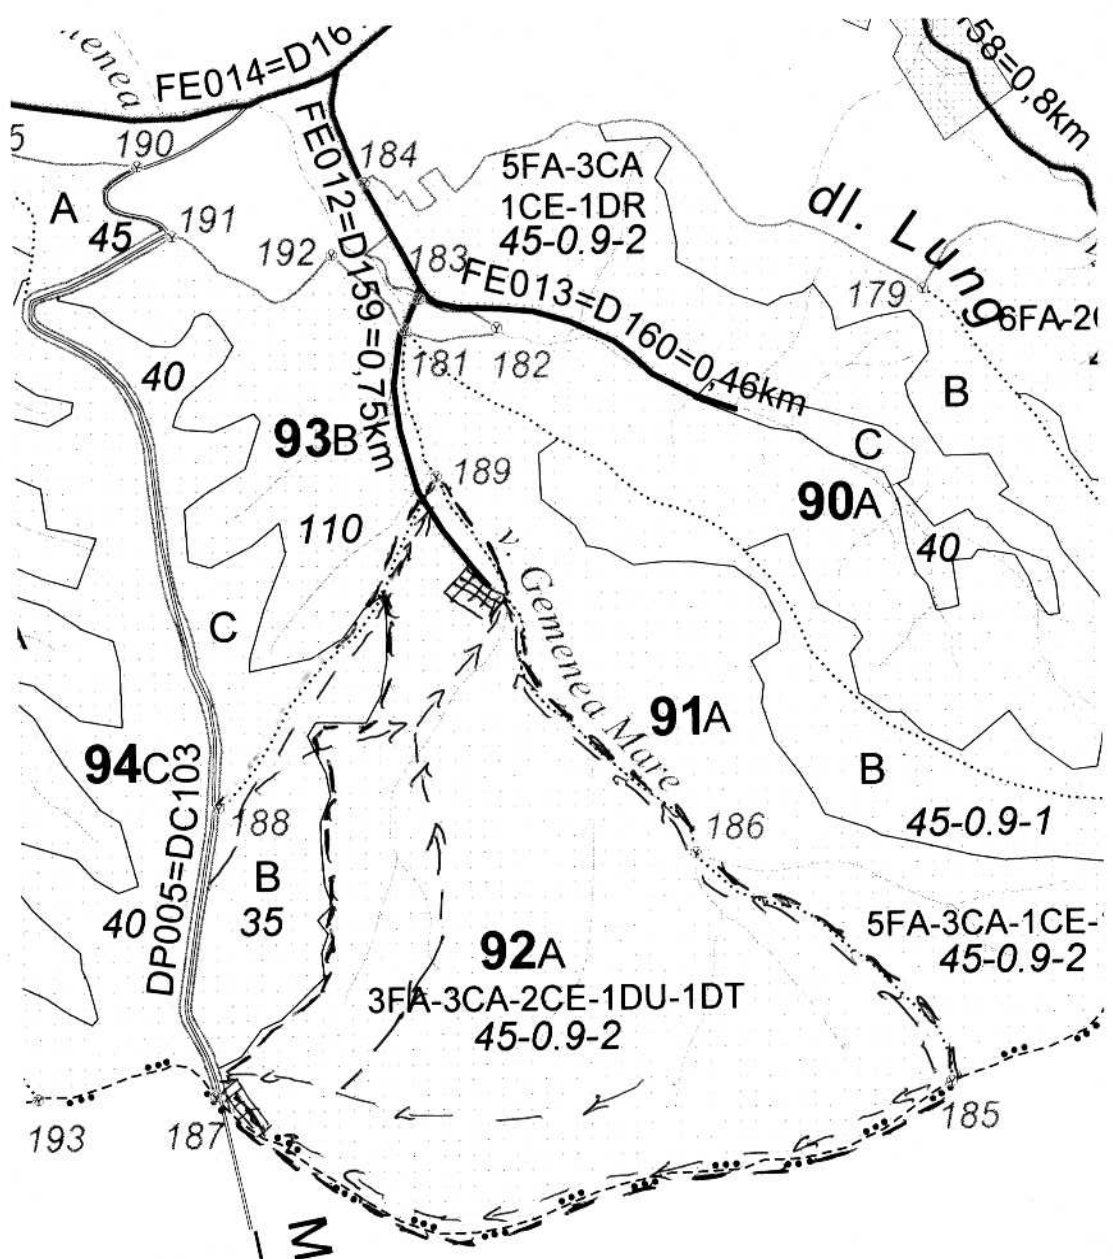 FE014=D16
158=0,8km
5
190
184
5FA-3CA
1CE-1DR
45-0.9-2
A
45
191
192
FE012=D159=0,75km
183
dl. Lung
179
FE013=D160=0,46km
6FA-2
181
182
40
93B
B
C
189
90A
110
40
v Gemenea Mare
C
91A
94C
B
188
186
45-0.9-1
B
35
40
DP005=DC103
92A
5FA-3CA-1CE-
45-0.9-2
3FA-3CA-2CE-1DU-1DT
45-0.9-2
193
187
185
M